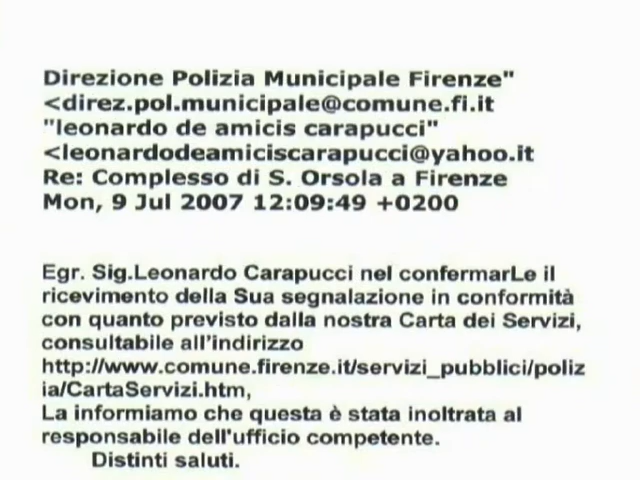 Direzione Polizia Municipale Firenze"
<direz.pol.municipale@comune.fi.it
"leonardo de amicis carapucci"
<leonardodeamiciscarapucci@yahoo.it
Re: Complesso di S. Orsola a Firenze
Mon, 9 Jul 2007 12:09:49 +0200
Egr. Sig.Leonardo Carapucci nel confermarLe il
ricevimento della Sua segnalazione in conformità
con quanto previsto dalla nostra Carta dei Servizi,
consultabile all'indirizzo
http://www.comune.firenze.it/servizi_pubblici/poliz
ia/CartaServizi.htm,
La informiamo che questa è stata inoltrata al
responsabile dell'ufficio competente.
Distinti saluti.